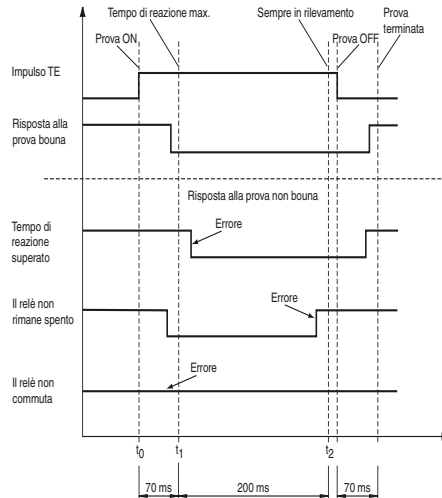 Tempo di reazione max.
Sempre in rilevamento
Prova
terminata
Prova ON
Prova OFF
Impulso TE
Risposta alla
prova bouna
Risposta alla prova non bouna
Tempo di
reazione
superato
Errore
Il relè non
rimane spento
Errore
Il relè non
commuta
Errore
t0
t1
t2
70 ms
200 ms
70 ms